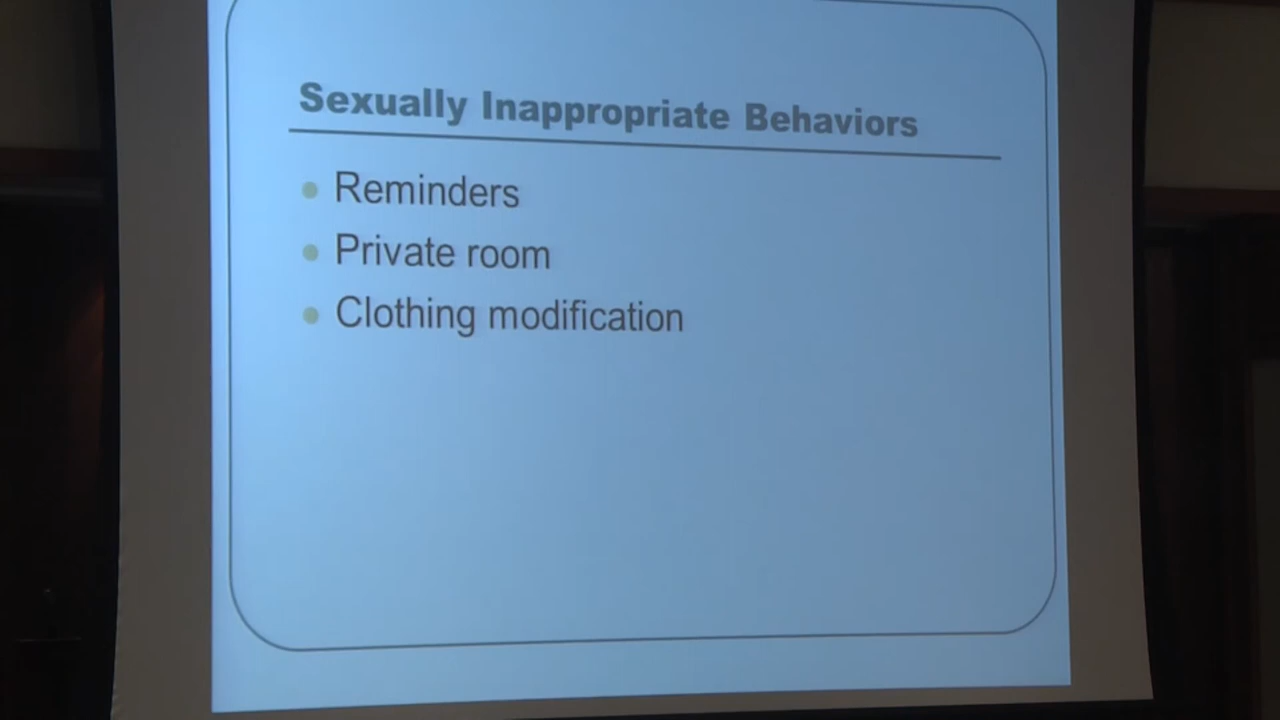 Sexually Inappropriate Behaviors
Reminders
Private room
Clothing modification